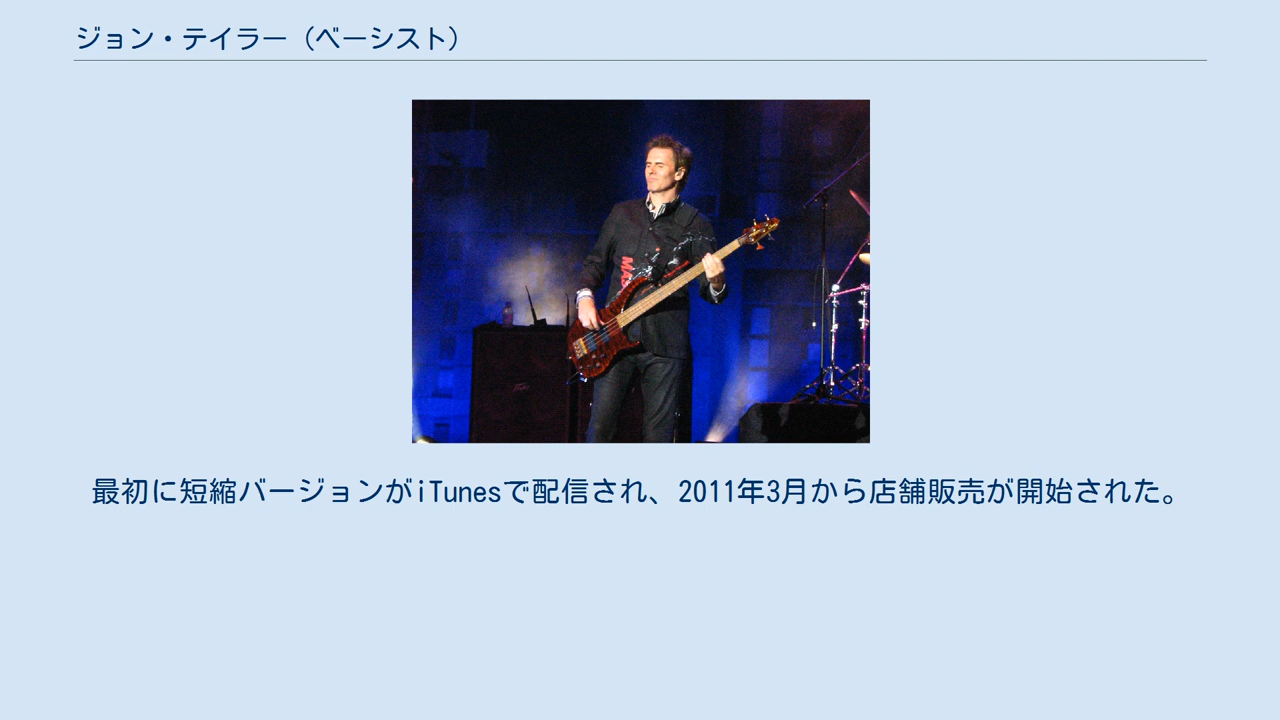 ジョン・テイラー（ベーシスト）
最初に短縮バージョンがiTunesで配信され、2011年3月から店舗販売が開始された。